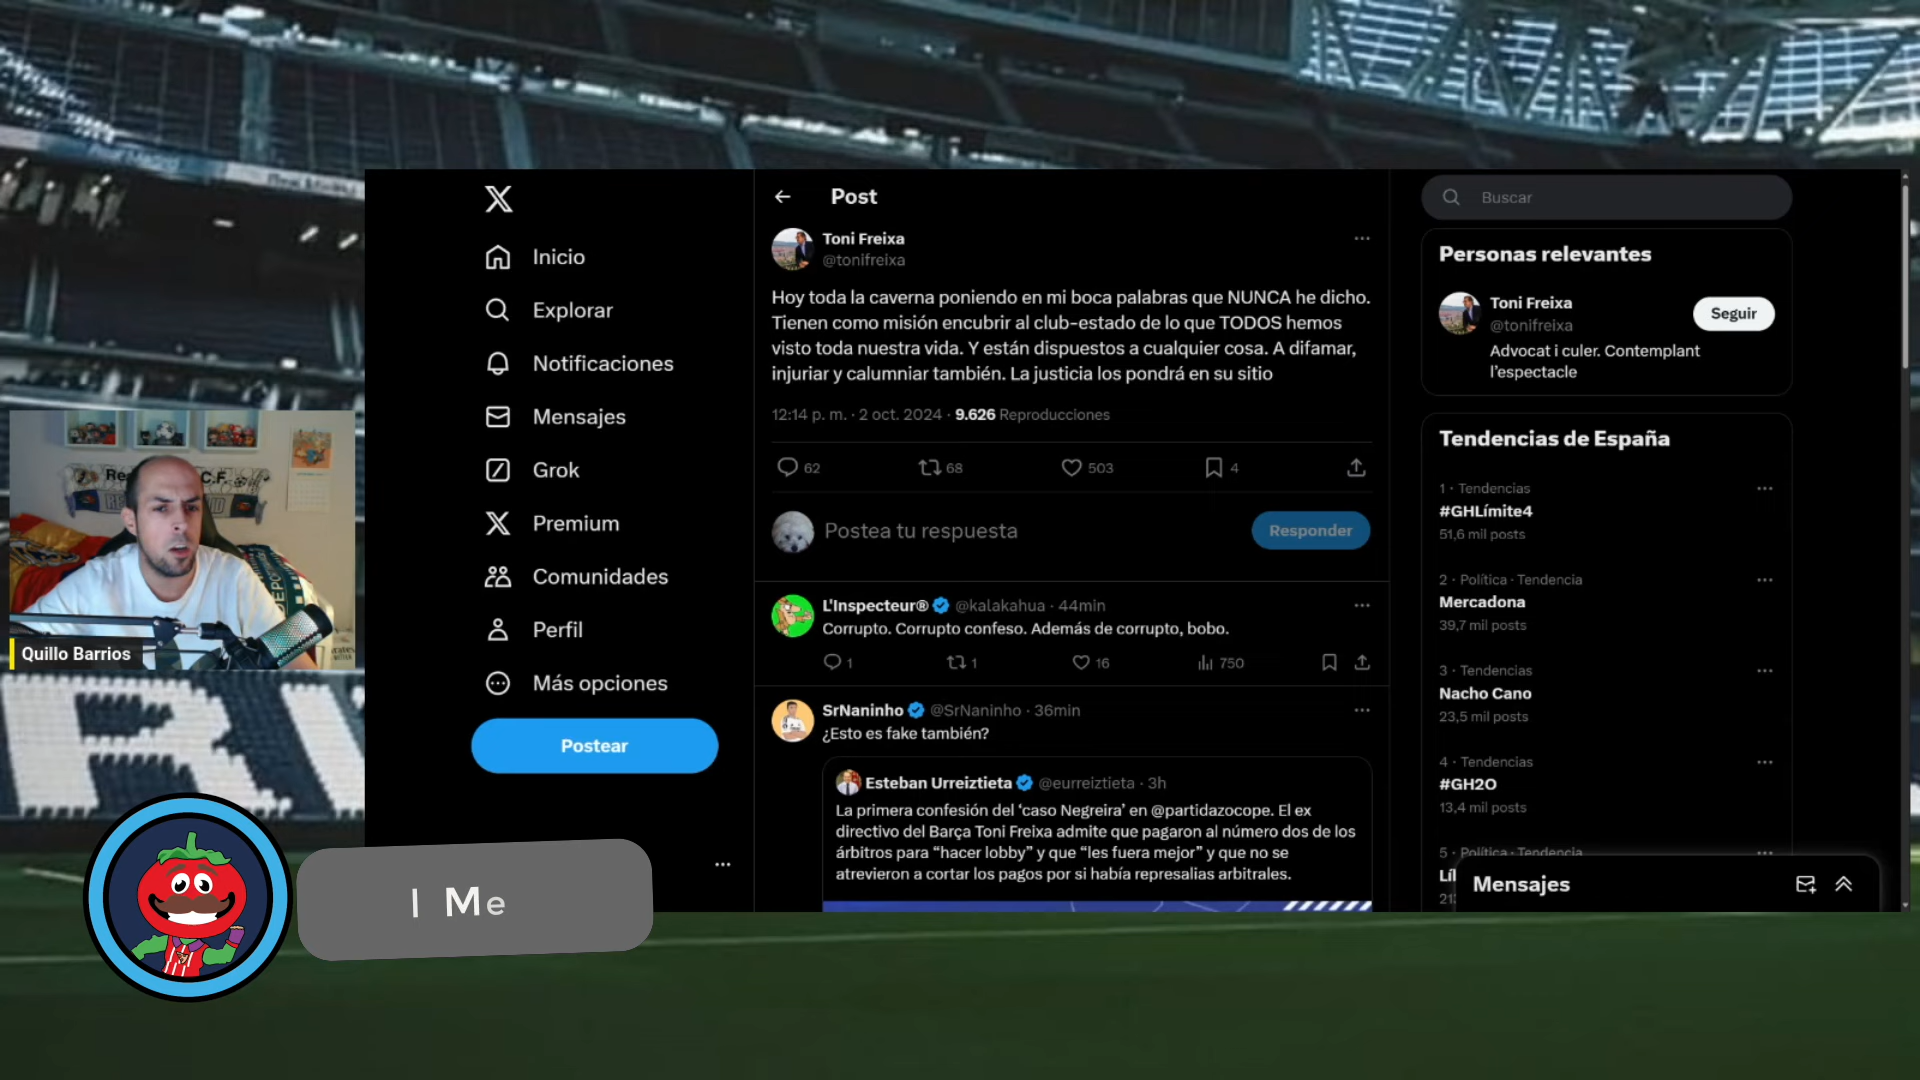 Post
Toni Freixa
@tonifreixa
Hoy toda la caverna poniendo en mi boca palabras que NUNCA he dicho.
Tienen como misión encubrir al club-estado de lo que TODOS hemos
visto toda nuestra vida. Y están dispuestos a cualquier cosa. A difamar,
injuriar y calumniar también. La justicia los pondrá en su sitio
12:14 p. m. · 2 oct. 2024 · 9.626 Reproducciones
62 68 503 4
Postea tu respuesta
Responder
L'Inspecteur® @kalakahua · 44min
Corrupto. Corrupto confeso. Además de corrupto, bobo.
1 1 16 750
SrNaninho @SrNaninho · 36min
¿Esto es fake también?
Esteban Urreiztieta @eurreiztieta · 3h
La primera confesión del ‘caso Negreira’ en @partidazocope. El ex
directivo del Barça Toni Freixa admite que pagaron al número dos de los
árbitros para “hacer lobby” y que “les fuera mejor” y que no se
atrevieron a cortar los pagos por si había represalias arbitrales.
Inicio
Explorar
Notificaciones
Mensajes
Grok
Premium
Comunidades
Perfil
Más opciones
Postear
Buscar
Personas relevantes
Toni Freixa
@tonifreixa
Seguir
Advocat i culer. Contemplant
l'espectacle
Tendencias de España
1 · Tendencias
#GHLímite4
51,6 mil posts
2 · Política · Tendencia
Mercadona
39,7 mil posts
3 · Tendencias
Nacho Cano
23,5 mil posts
4 · Tendencias
#GH2O
13,4 mil posts
5 · Política · Tendencia
Mensajes
Quillo Barrios
I Me